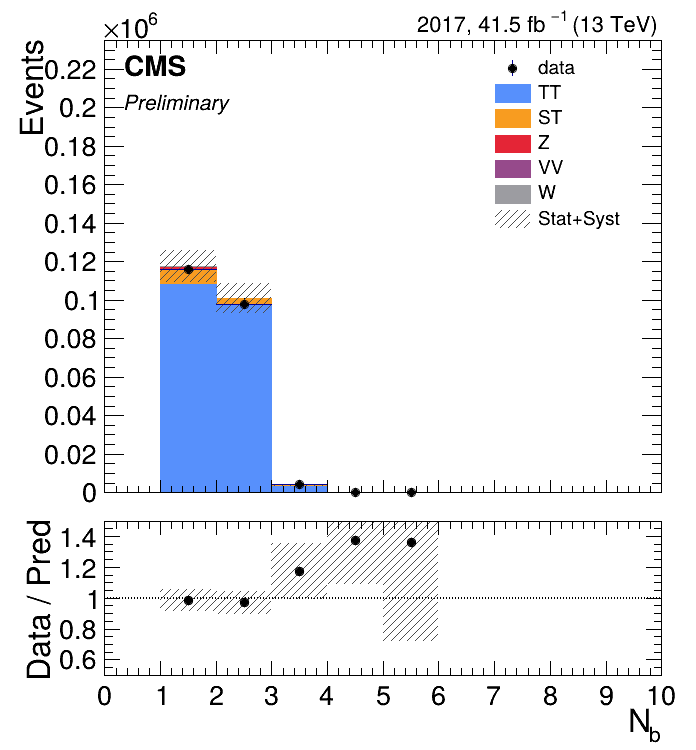 ×10⁶
2017, 41.5 fb⁻¹ (13 TeV)
Events
CMS
Preliminary
data
TT
ST
Z
VV
W
Stat+Syst
0.22
0.2
0.18
0.16
0.14
0.12
0.1
0.08
0.06
0.04
0.02
0
Data / Pred
1.4
1.2
1
0.8
0.6
0 1 2 3 4 5 6 7 8 9 10
N_b